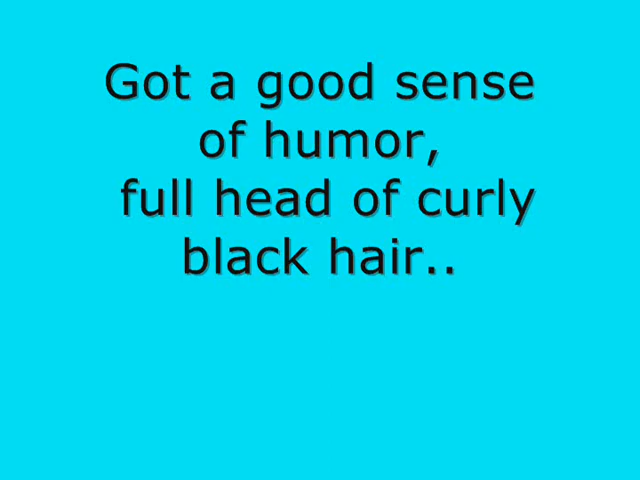 Got a good sense
of humor,
full head of curly
black hair..